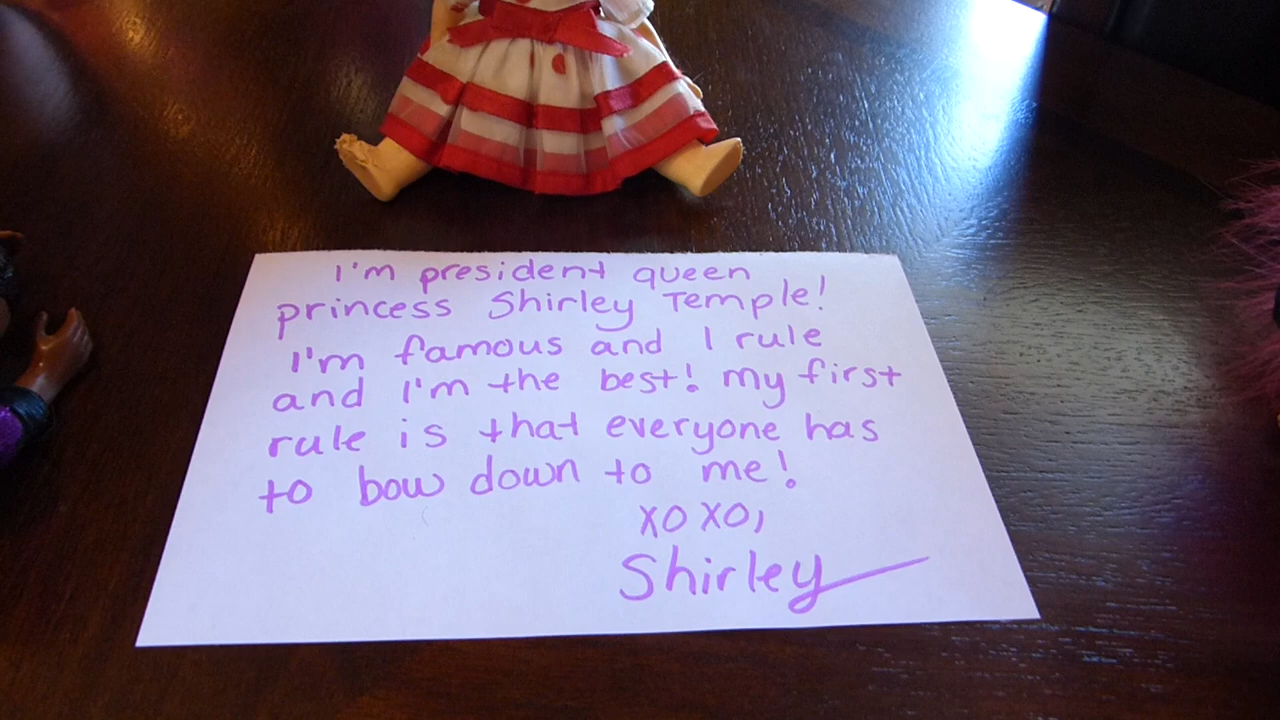 I'm president queen
princess Shirley Temple!
I'm famous and I rule
and I'm the best! my first
rule is that everyone has
to bow down to me!
XOXO,
Shirley